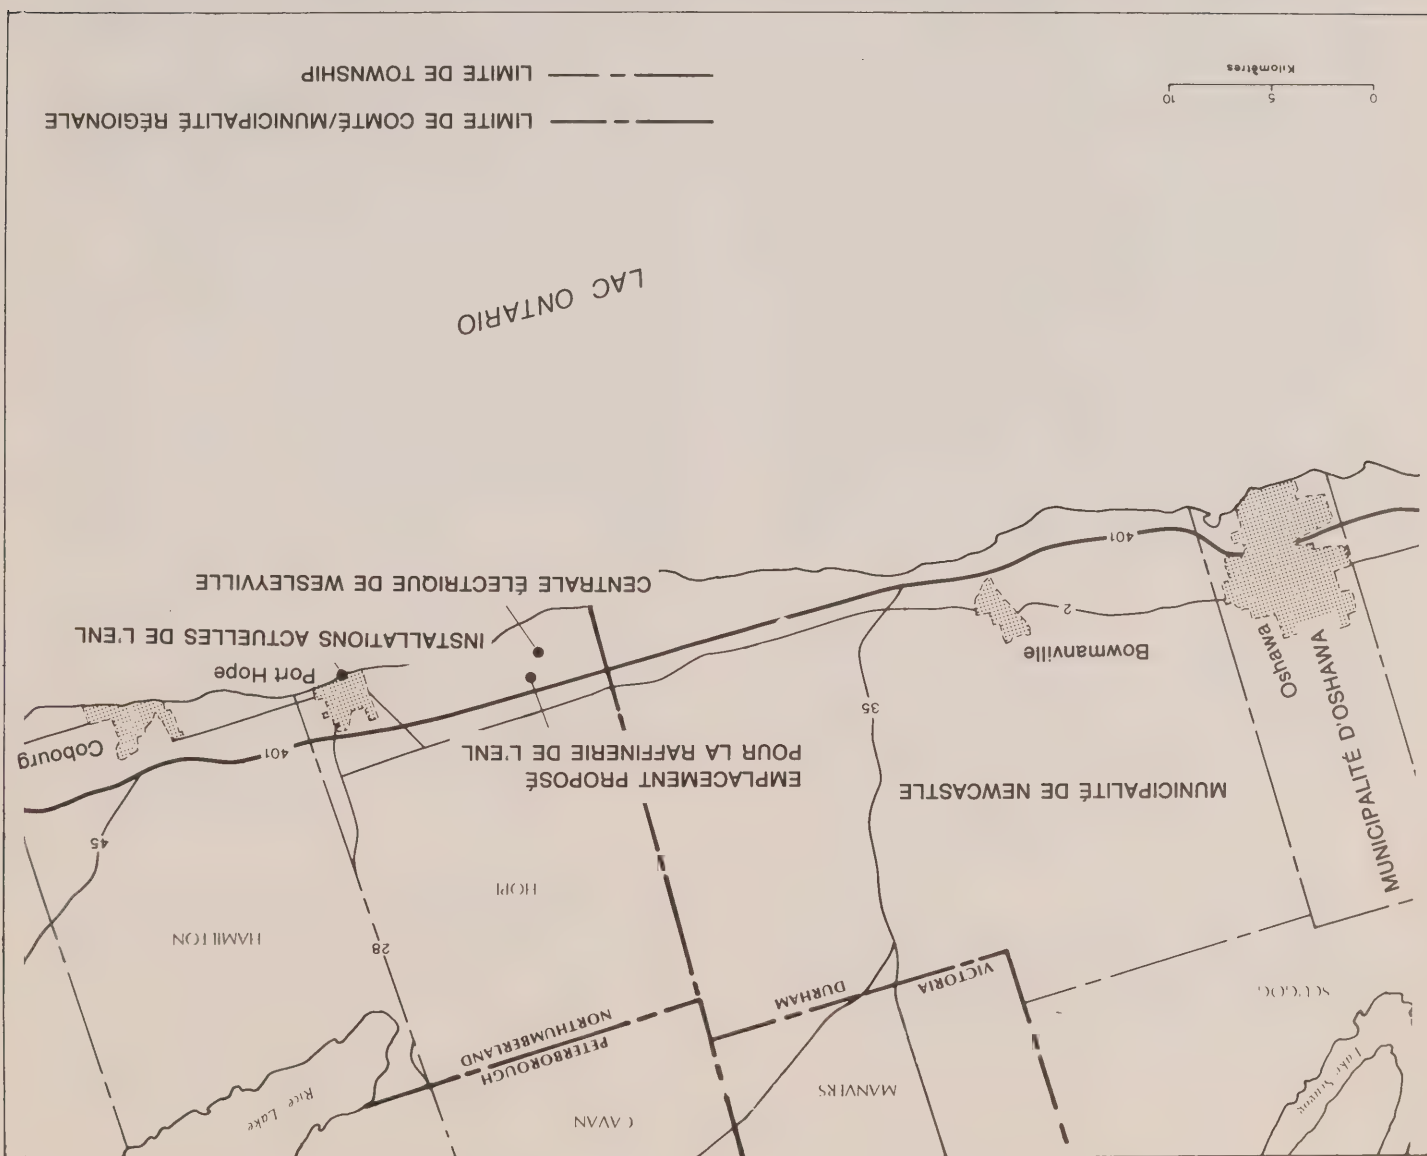 Lake Scugog
SCUGOG
MANVERS
CAVAN
Rice Lake
VICTORIA
DURHAM
PETERBOROUGH
NORTHUMBERLAND
HAMILTON
HOPE
28
45
35
MUNICIPALITÉ D'OSHAWA
Oshawa
MUNICIPALITÉ DE NEWCASTLE
EMPLACEMENT PROPOSÉ
POUR LA RAFFINERIE DE L'ENL
401
Cobourg
Bowmanville
Port Hope
INSTALLATIONS ACTUELLES DE L'ENL
2
CENTRALE ÉLECTRIQUE DE WESLEYVILLE
401
LAC ONTARIO
LIMITE DE COMTÉ/MUNICIPALITÉ RÉGIONALE
LIMITE DE TOWNSHIP
0 5 10
Kilomètres